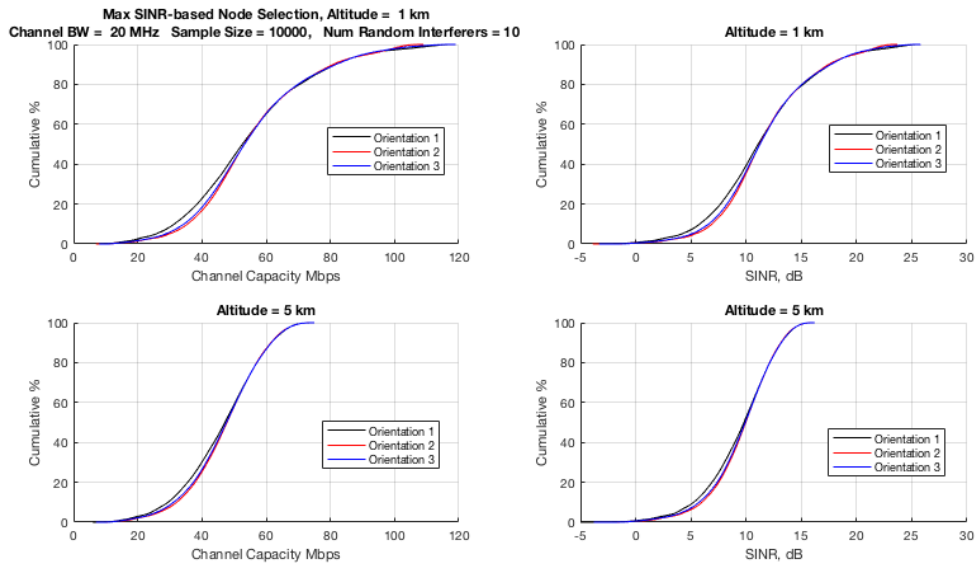 Max SINR-based Node Selection, Altitude = 1 km
Channel BW = 20 MHz Sample Size = 10000, Num Random Interferers = 10
100
80
60
40
20
0
Cumulative %
0 20 40 60 80 100 120
Channel Capacity Mbps
Orientation 1
Orientation 2
Orientation 3
Altitude = 1 km
100
80
60
40
20
0
Cumulative %
-5 0 5 10 15 20 25 30
SINR, dB
Orientation 1
Orientation 2
Orientation 3
Altitude = 5 km
100
80
60
40
20
0
Cumulative %
0 20 40 60 80 100 120
Channel Capacity Mbps
Orientation 1
Orientation 2
Orientation 3
Altitude = 5 km
100
80
60
40
20
0
Cumulative %
-5 0 5 10 15 20 25 30
SINR, dB
Orientation 1
Orientation 2
Orientation 3